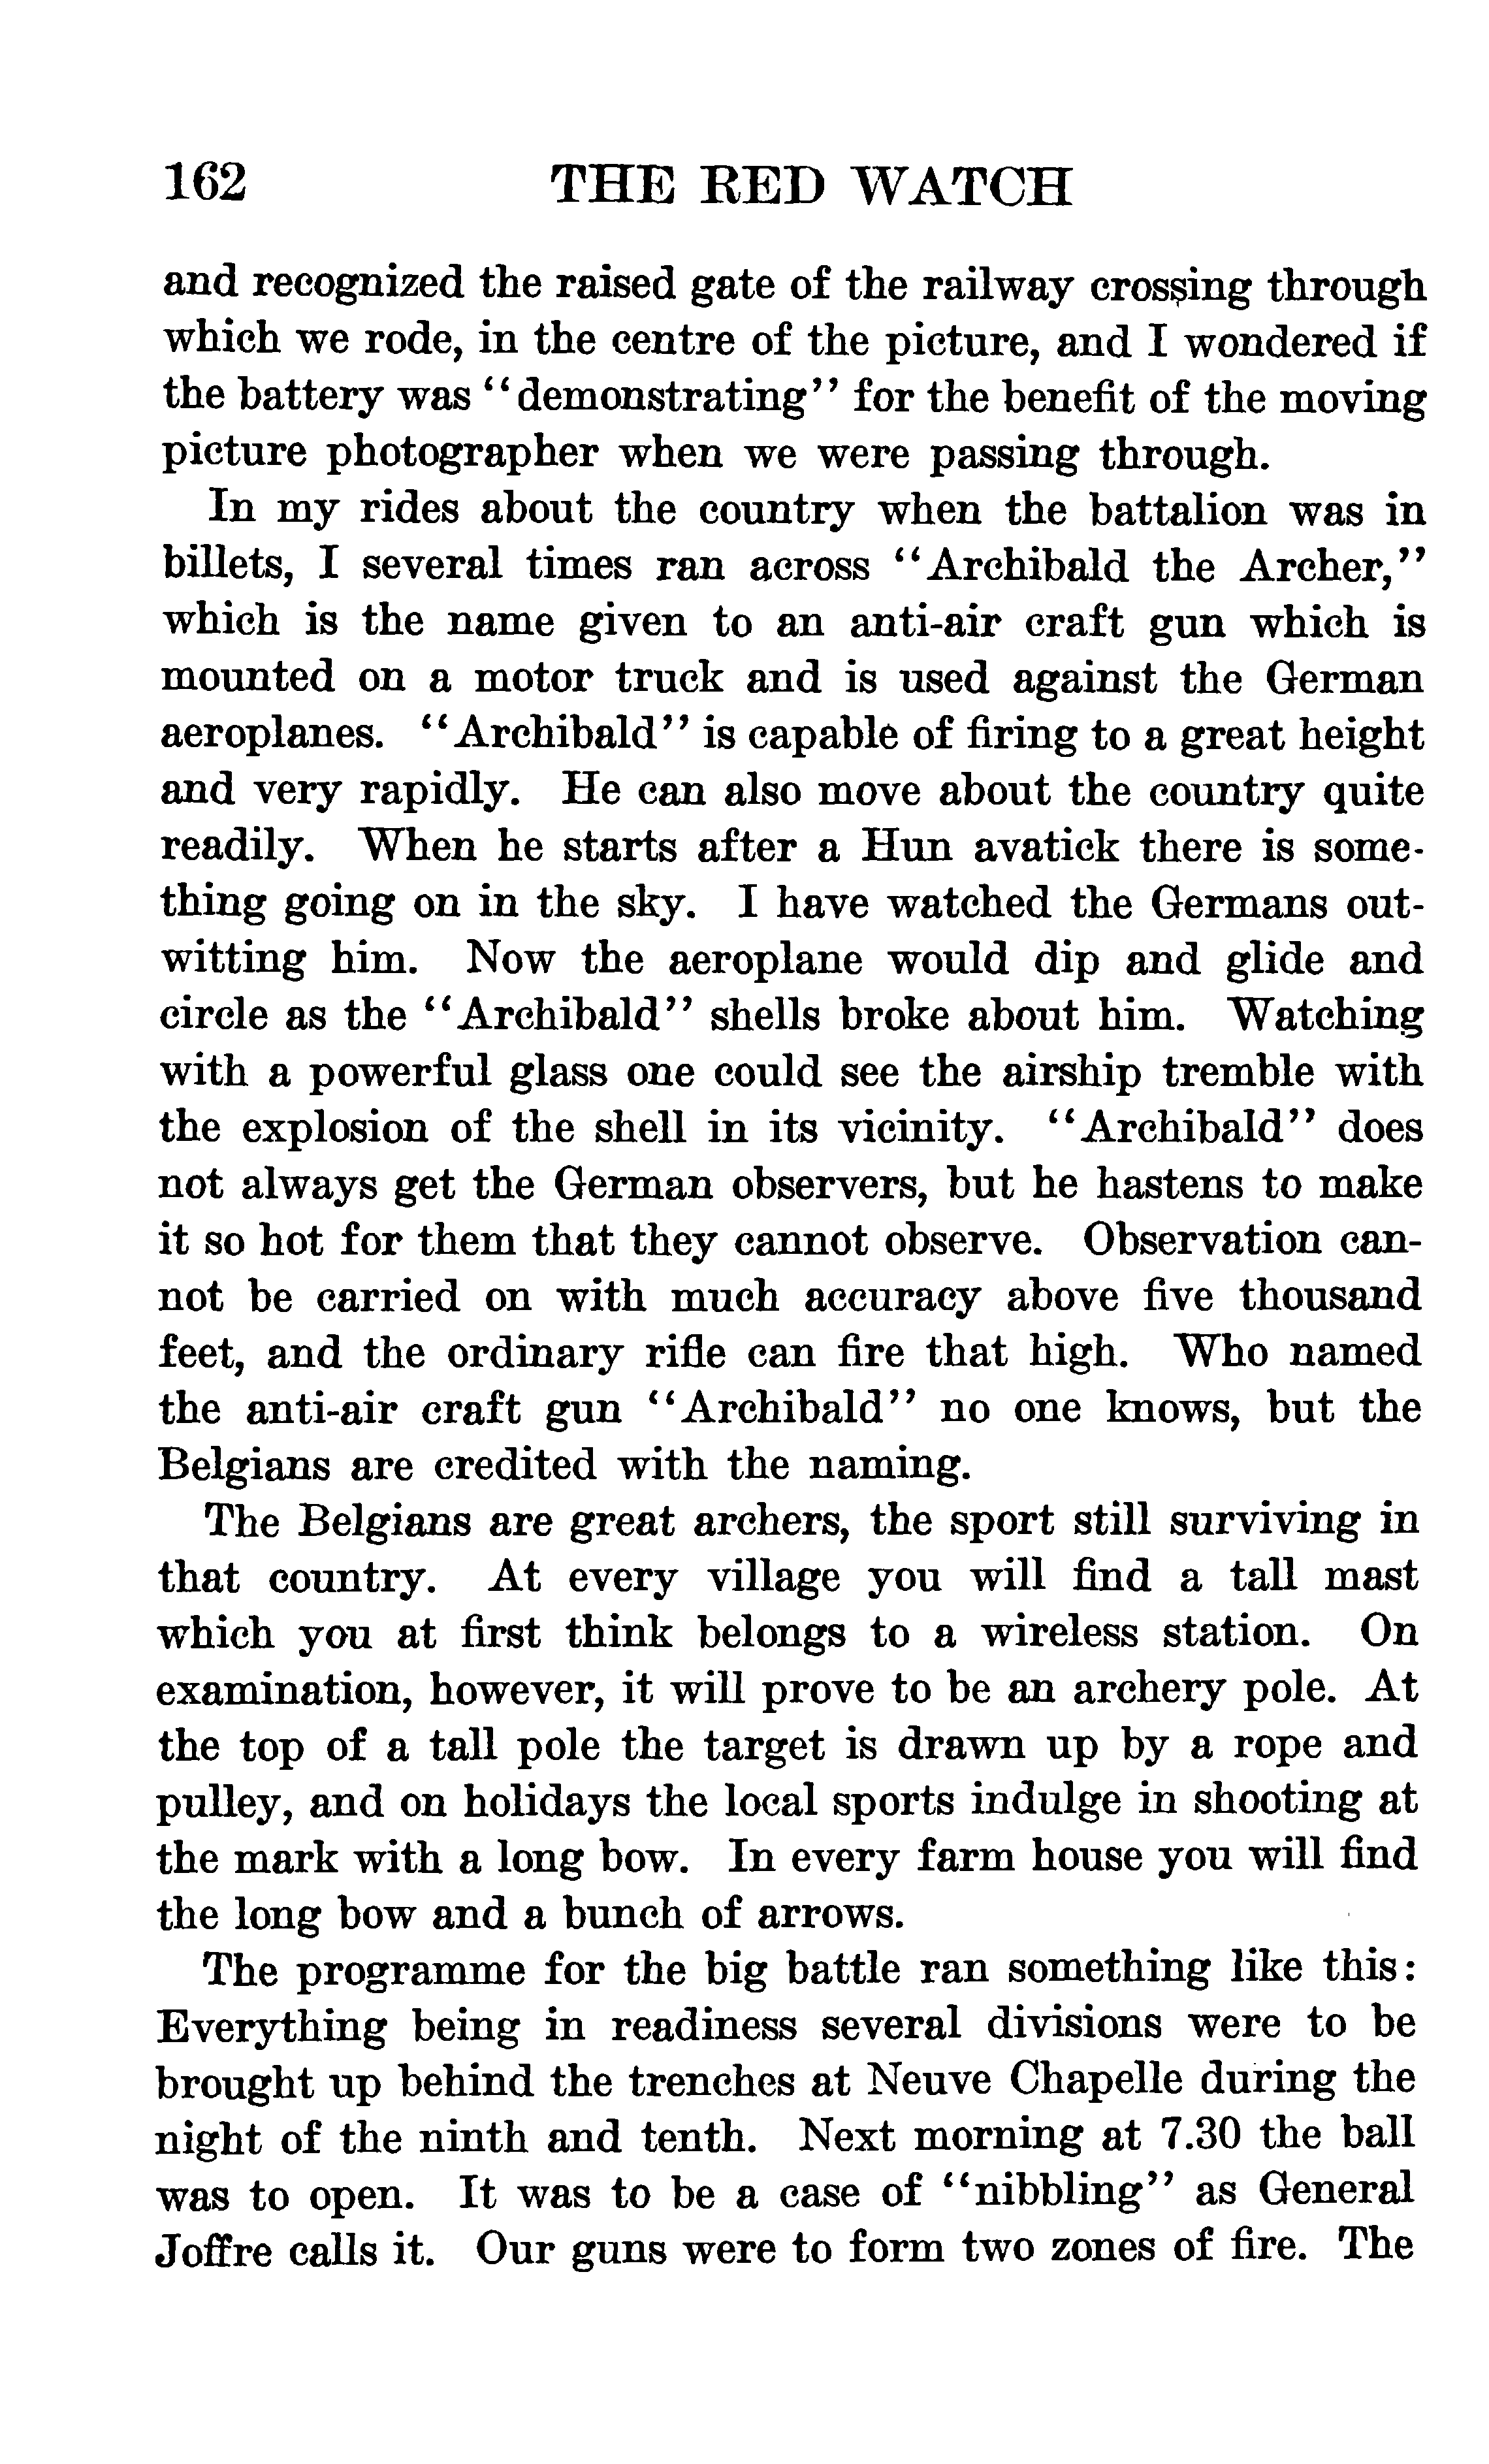 162 THE RED WATCH
and recognized the raised gate of the railway crossing through
which we rode, in the centre of the picture, and I wondered if
the battery was "demonstrating" for the benefit of the moving
picture photographer when we were passing through.
In my rides about the country when the battalion was in
billets, I several times ran across "Archibald the Archer,"
which is the name given to an anti-air craft gun which is
mounted on a motor truck and is used against the German
aeroplanes. "Archibald" is capable of firing to a great height
and very rapidly. He can also move about the country quite
readily. When he starts after a Hun avatick there is some-
thing going on in the sky. I have watched the Germans out-
witting him. Now the aeroplane would dip and glide and
circle as the "Archibald" shells broke about him. Watching
with a powerful glass one could see the airship tremble with
the explosion of the shell in its vicinity. "Archibald" does
not always get the German observers, but he hastens to make
it so hot for them that they cannot observe. Observation can-
not be carried on with much accuracy above five thousand
feet, and the ordinary rifle can fire that high. Who named
the anti-air craft gun "Archibald" no one knows, but the
Belgians are credited with the naming.
The Belgians are great archers, the sport still surviving in
that country. At every village you will find a tall mast
which you at first think belongs to a wireless station. On
examination, however, it will prove to be an archery pole. At
the top of a tall pole the target is drawn up by a rope and
pulley, and on holidays the local sports indulge in shooting at
the mark with a long bow. In every farm house you will find
the long bow and a bunch of arrows.
The programme for the big battle ran something like this:
Everything being in readiness several divisions were to be
brought up behind the trenches at Neuve Chapelle during the
night of the ninth and tenth. Next morning at 7.30 the ball
was to open. It was to be a case of "nibbling" as General
Joffre calls it. Our guns were to form two zones of fire. The